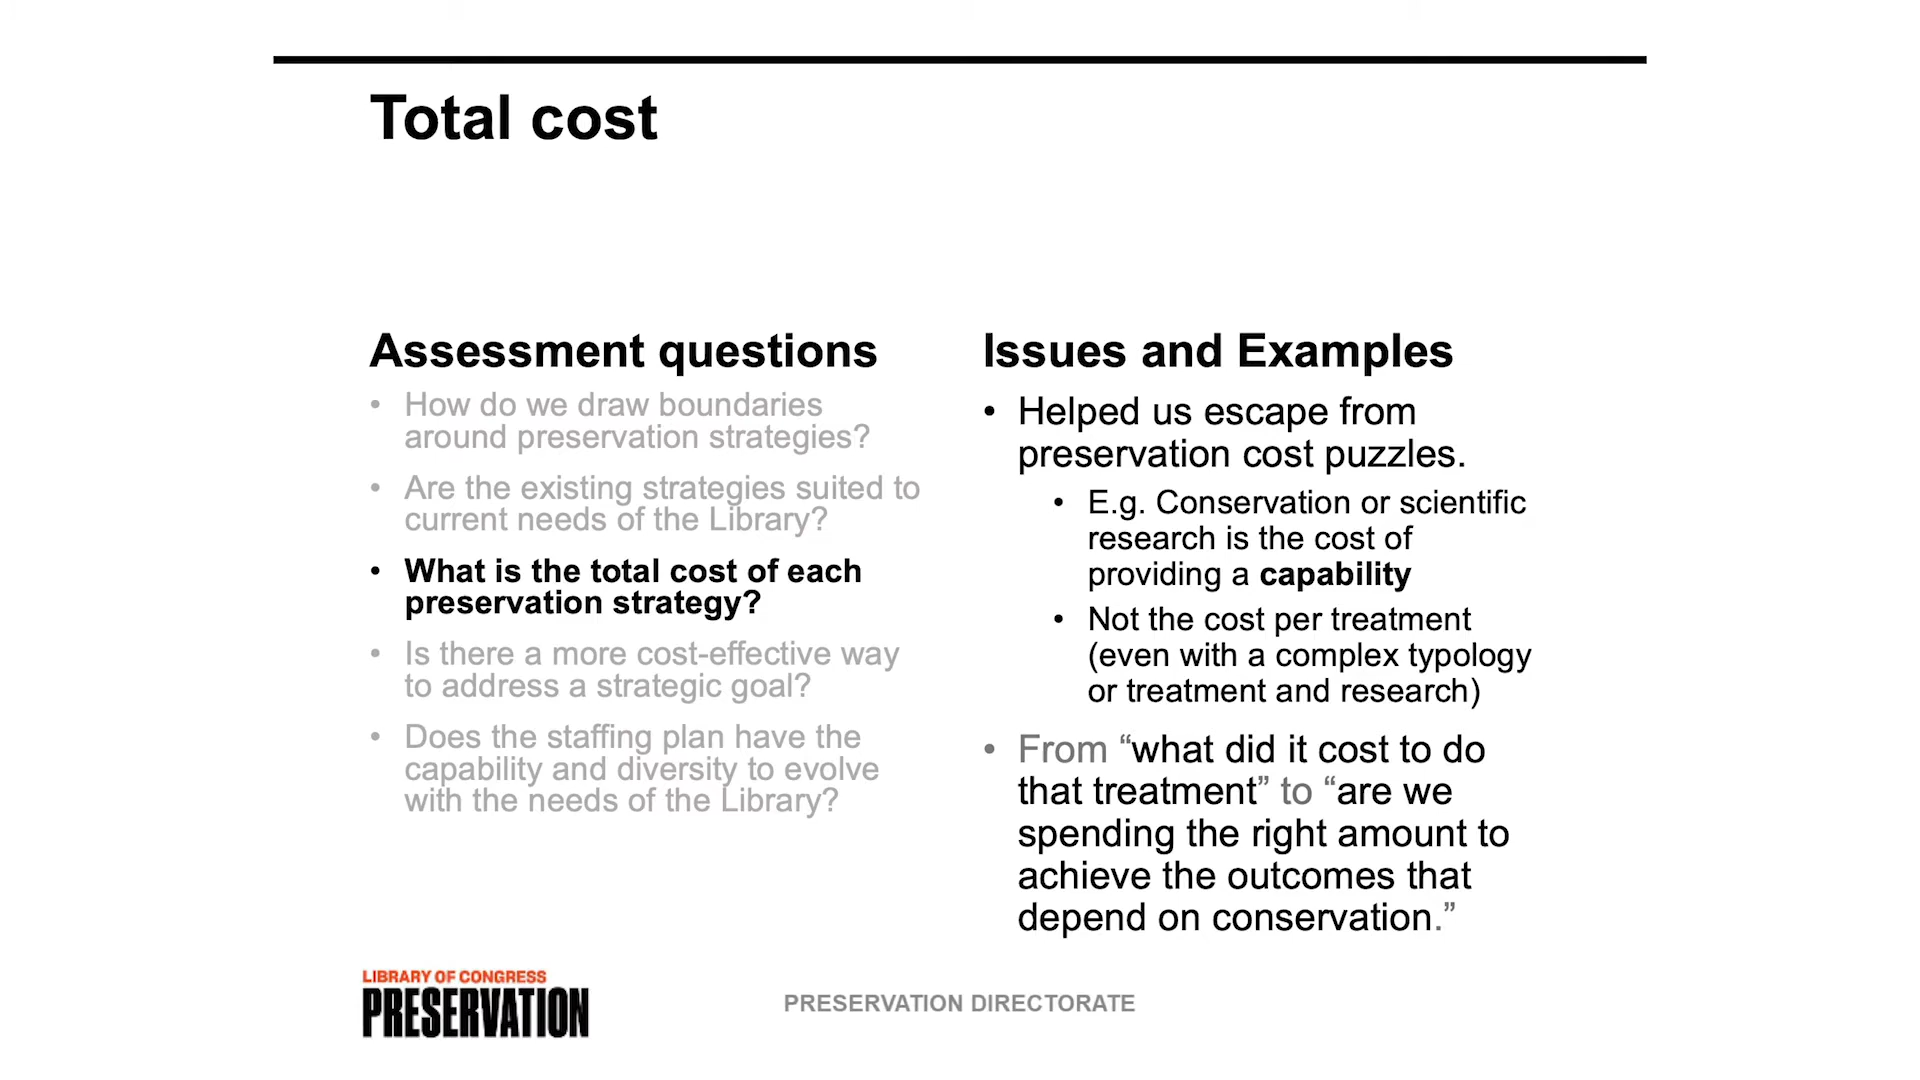 Total cost
Assessment questions
• How do we draw boundaries
around preservation strategies?
• Are the existing strategies suited to
current needs of the Library?
• What is the total cost of each
preservation strategy?
• Is there a more cost-effective way
to address a strategic goal?
• Does the staffing plan have the
capability and diversity to evolve
with the needs of the Library?
Issues and Examples
• Helped us escape from
preservation cost puzzles.
• E.g. Conservation or scientific
research is the cost of
providing a capability
• Not the cost per treatment
(even with a complex typology
or treatment and research)
• From “what did it cost to do
that treatment” to “are we
spending the right amount to
achieve the outcomes that
depend on conservation.”
LIBRARY OF CONGRESS
PRESERVATION
PRESERVATION DIRECTORATE